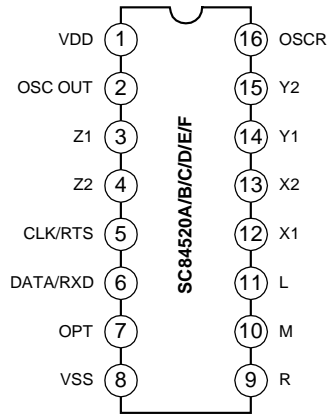 VDD 1 16 OSCR
OSC OUT 2 15 Y2
Z1 3 14 Y1
Z2 4 13 X2
CLK/RTS 5 12 X1
DATA/RXD 6 11 L
OPT 7 10 M
VSS 8 9 R
SC84520A/B/C/D/E/F